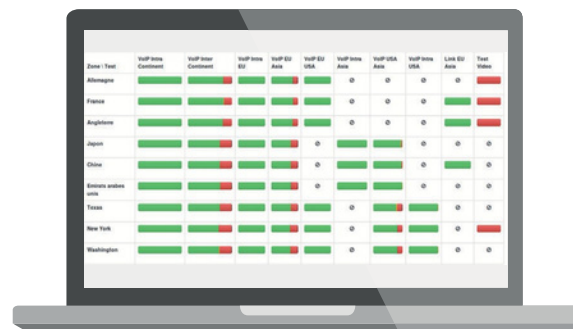 Zone \ Test VoIP Intra Continent VoIP Inter Continent VoIP Intra EU VoIP EU Asia VoIP EU USA VoIP Intra Asia VoIP USA Asia VoIP Intra USA Link EU Asia Test Video
Allemagne
France
Angleterre
Japon
Chine
Emirats arabes unis
Texas
New York
Washington